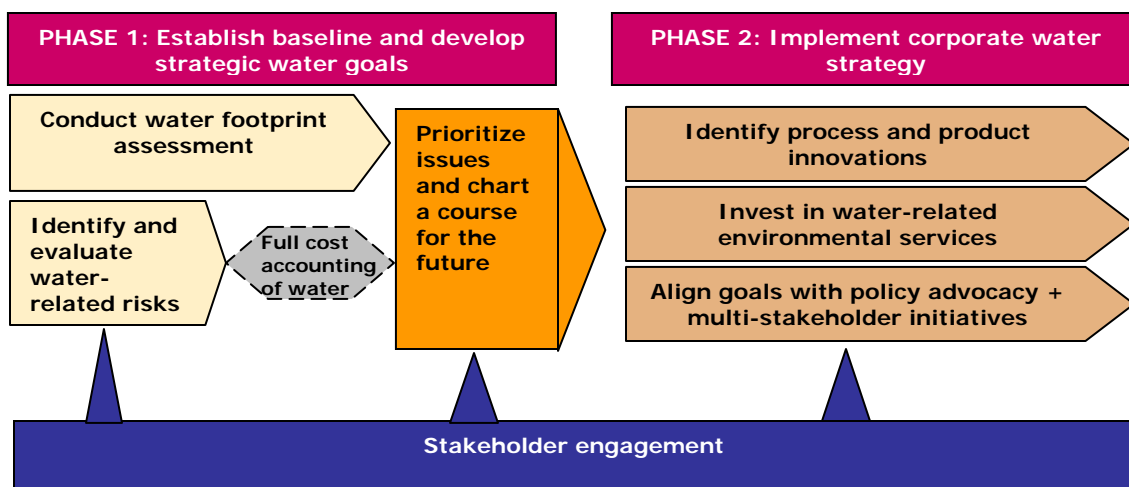 PHASE 1: Establish baseline and develop
strategic water goals
PHASE 2: Implement corporate water
strategy
Conduct water footprint
assessment
Identify and
evaluate
water-
related risks
Full cost
accounting
of water
Prioritize
issues
and chart
a course
for the
future
Identify process and product
innovations
Invest in water-related
environmental services
Align goals with policy advocacy +
multi-stakeholder initiatives
Stakeholder engagement